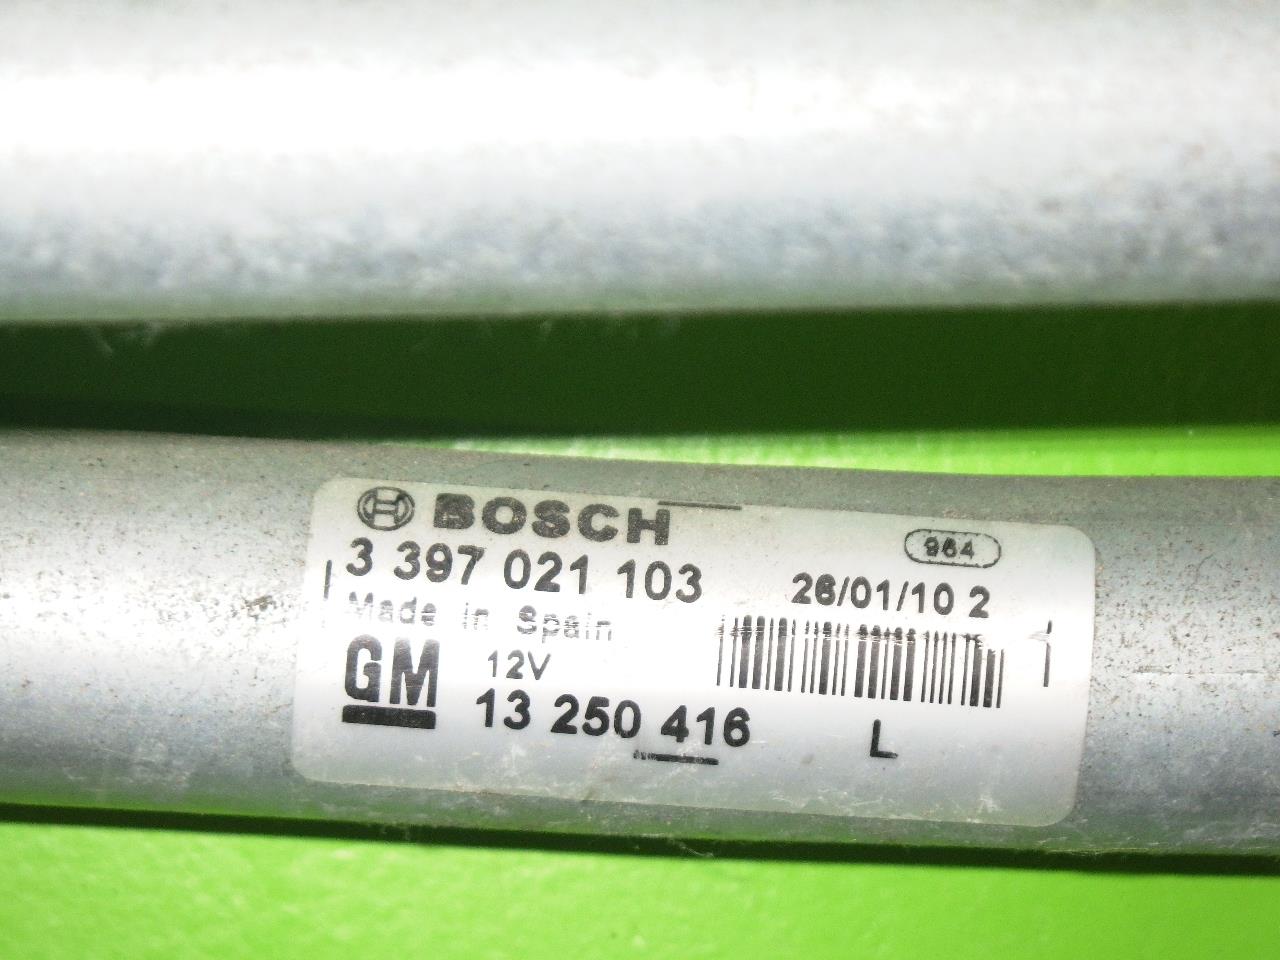 BOSCH
964
3 397 021 103
26/01/10 2
Made in Spain
GM
12V
13 250 416
L